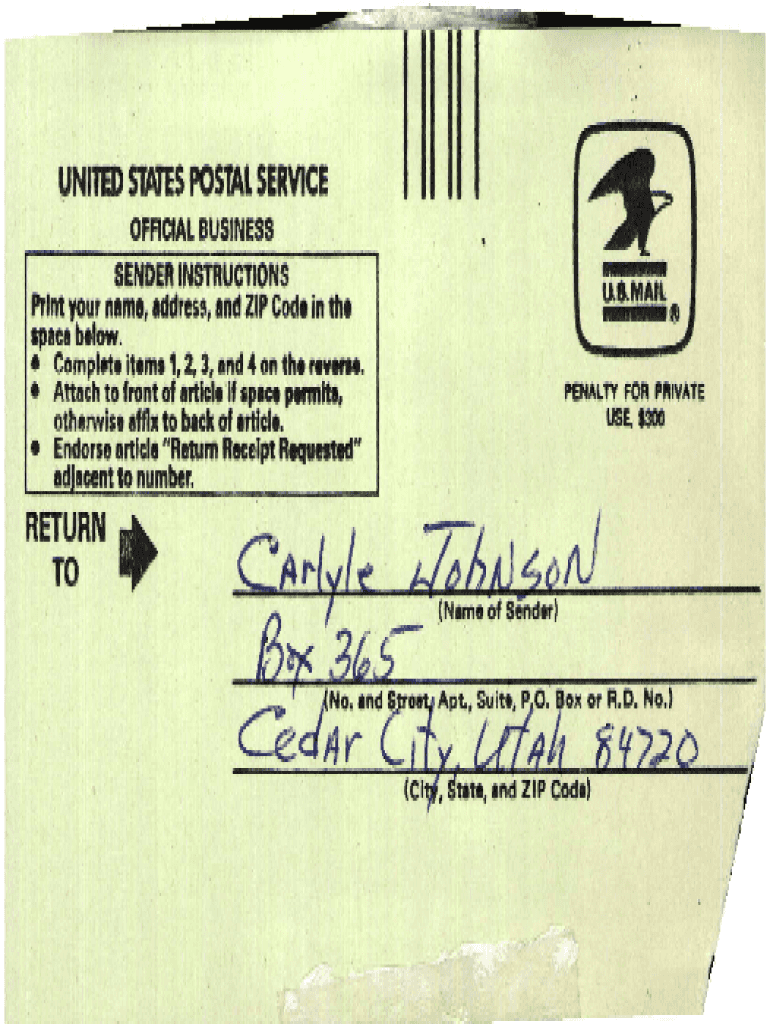 UNITED STATES POSTAL SERVICE
OFFICIAL BUSINESS
SENDER INSTRUCTIONS
Print your name, address, and ZIP Code in the
space below.
• Complete items 1, 2, 3, and 4 on the reverse.
• Attach to front of article if space permits,
otherwise affix to back of article.
• Endorse article "Return Receipt Requested"
adjacent to number.
U.S.MAIL
®
PENALTY FOR PRIVATE
USE, $300
RETURN
TO
Carlyle Johnson
(Name of Sender)
Box 365
(No. and Street, Apt., Suite, P.O. Box or R.D. No.)
Cedar City, Utah 84720
(City, State, and ZIP Code)